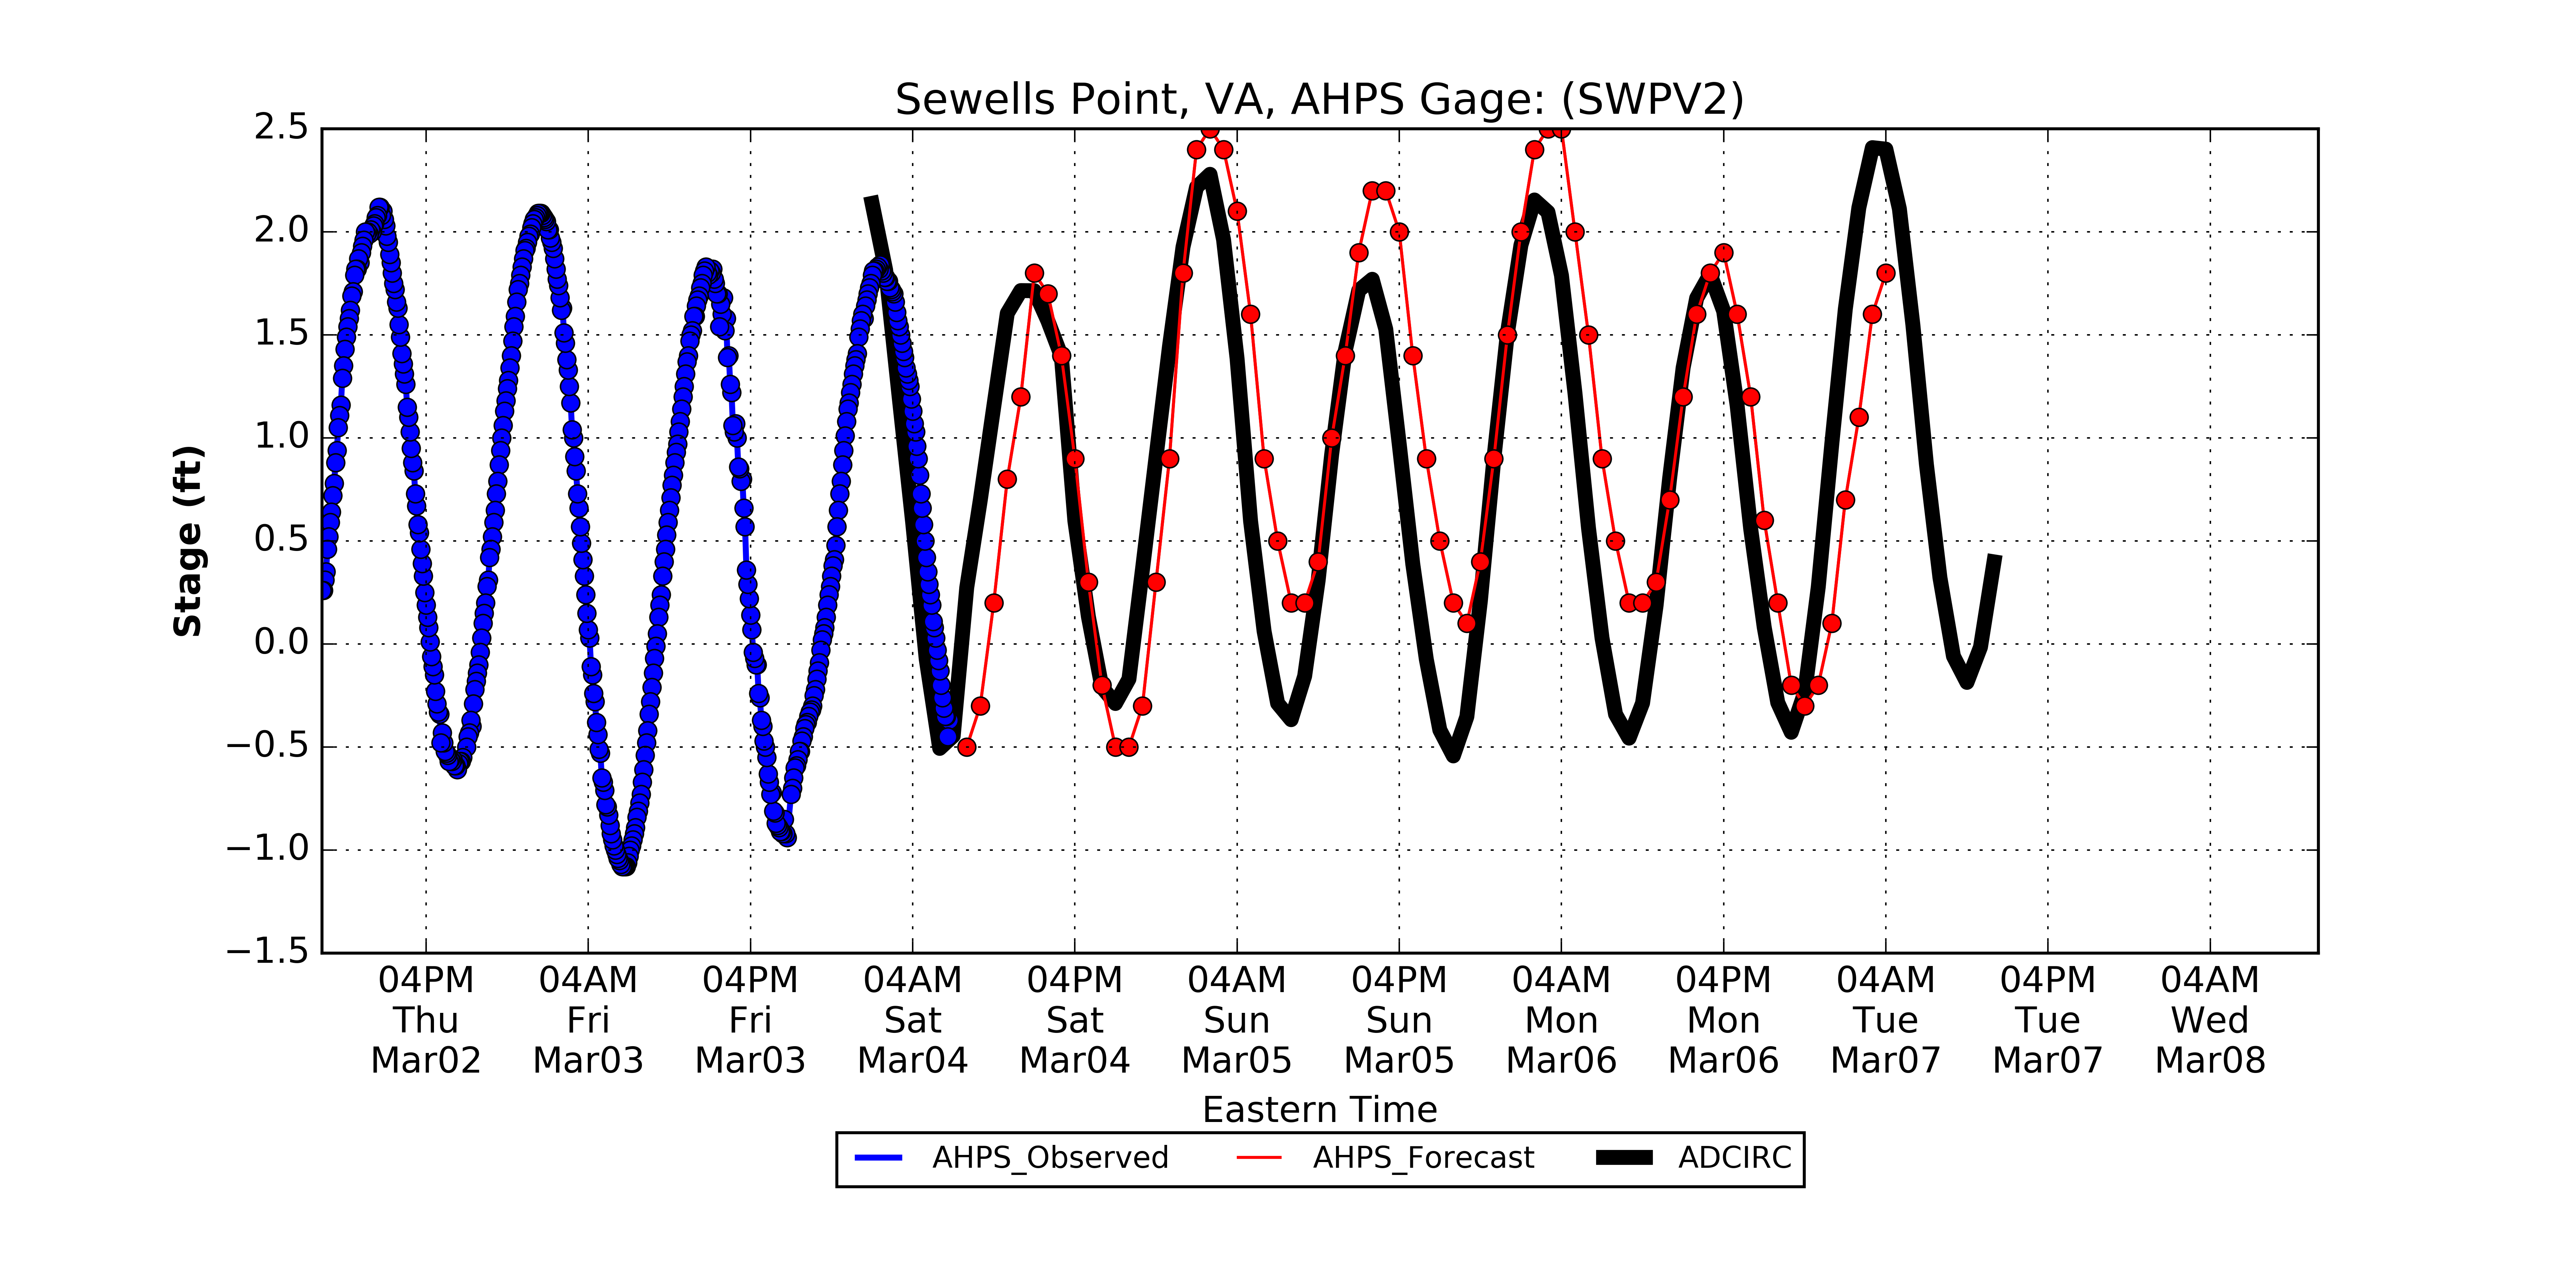 Sewells Point, VA, AHPS Gage: (SWPV2)
2.5
2.0
1.5
1.0
0.5
0.0
−0.5
−1.0
−1.5
Stage (ft)
04PM 04AM 04PM 04AM 04PM 04AM 04PM 04AM 04PM 04AM 04PM 04AM
Thu Fri Fri Sat Sat Sun Sun Mon Mon Tue Tue Wed
Mar02 Mar03 Mar03 Mar04 Mar04 Mar05 Mar05 Mar06 Mar06 Mar07 Mar07 Mar08
Eastern Time
AHPS_Observed AHPS_Forecast ADCIRC